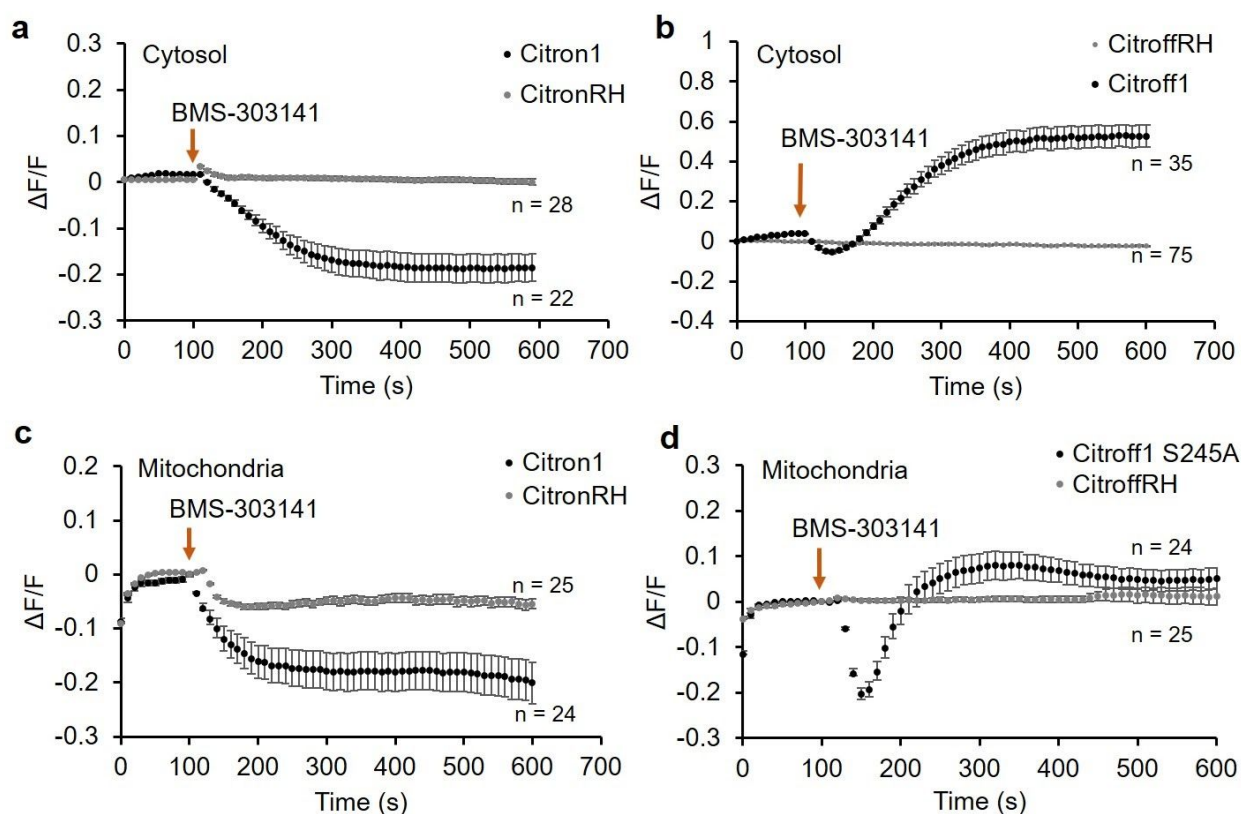 a
Cytosol
Citron1
CitronRH
BMS-303141
n = 28
n = 22
0.3
0.2
0.1
0
-0.1
-0.2
-0.3
ΔF/F
0 100 200 300 400 500 600 700
Time (s)
b
Cytosol
CitroffRH
Citroff1
BMS-303141
n = 35
n = 75
1
0.8
0.6
0.4
0.2
0
-0.2
-0.4
ΔF/F
0 100 200 300 400 500 600 700
Time (s)
c
Mitochondria
Citron1
CitronRH
BMS-303141
n = 25
n = 24
0.2
0.1
0
-0.1
-0.2
-0.3
ΔF/F
0 100 200 300 400 500 600 700
Time (s)
d
Mitochondria
Citroff1 S245A
CitroffRH
BMS-303141
n = 24
n = 25
0.3
0.2
0.1
0
-0.1
-0.2
-0.3
ΔF/F
0 100 200 300 400 500 600
Time (s)